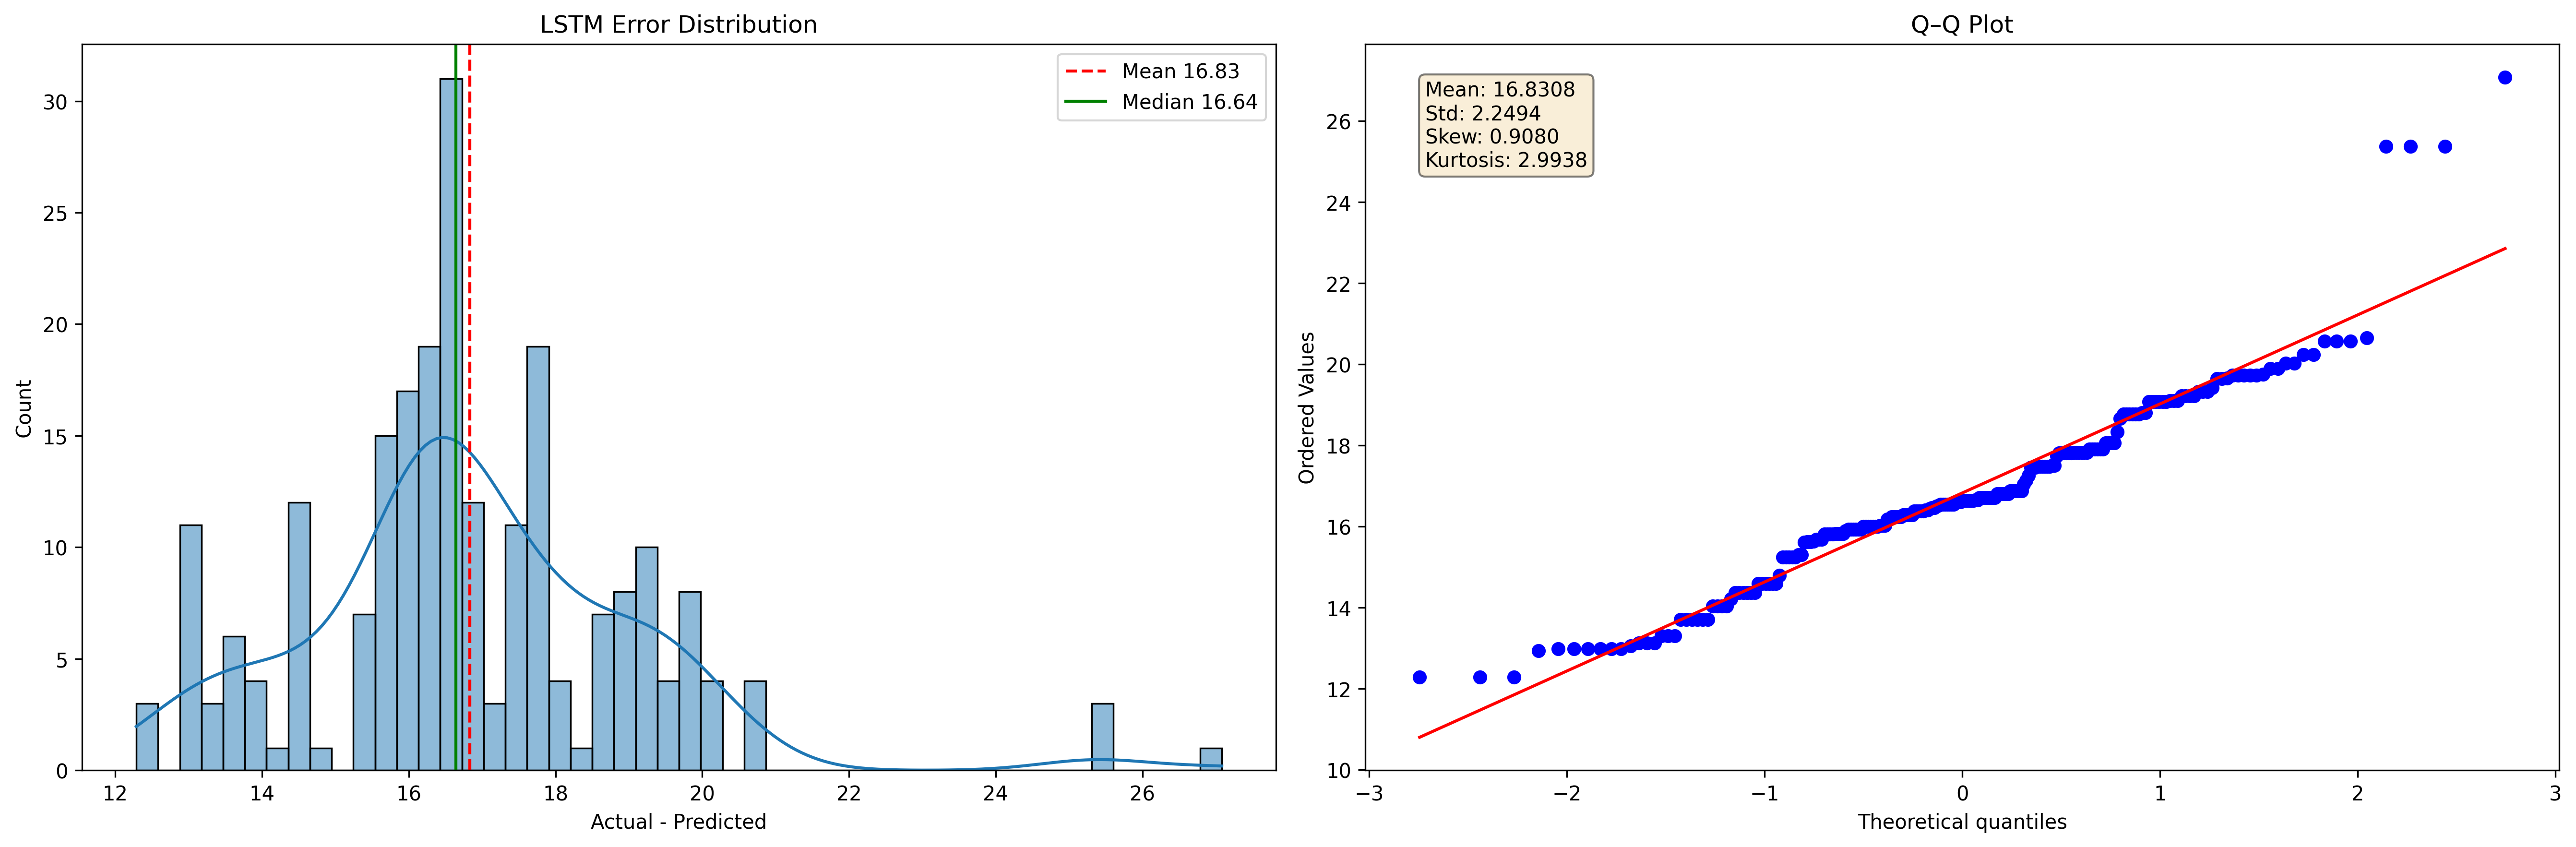 LSTM Error Distribution
Mean 16.83
Median 16.64
30
25
20
15
10
5
0
Count
12
14
16
18
20
22
24
26
Actual - Predicted
Q–Q Plot
Mean: 16.8308
Std: 2.2494
Skew: 0.9080
Kurtosis: 2.9938
26
24
22
20
18
16
14
12
10
Ordered Values
−3
−2
−1
0
1
2
3
Theoretical quantiles